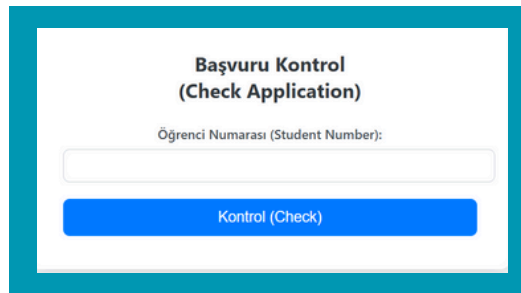 Başvuru Kontrol
(Check Application)
Öğrenci Numarası (Student Number):
Kontrol (Check)